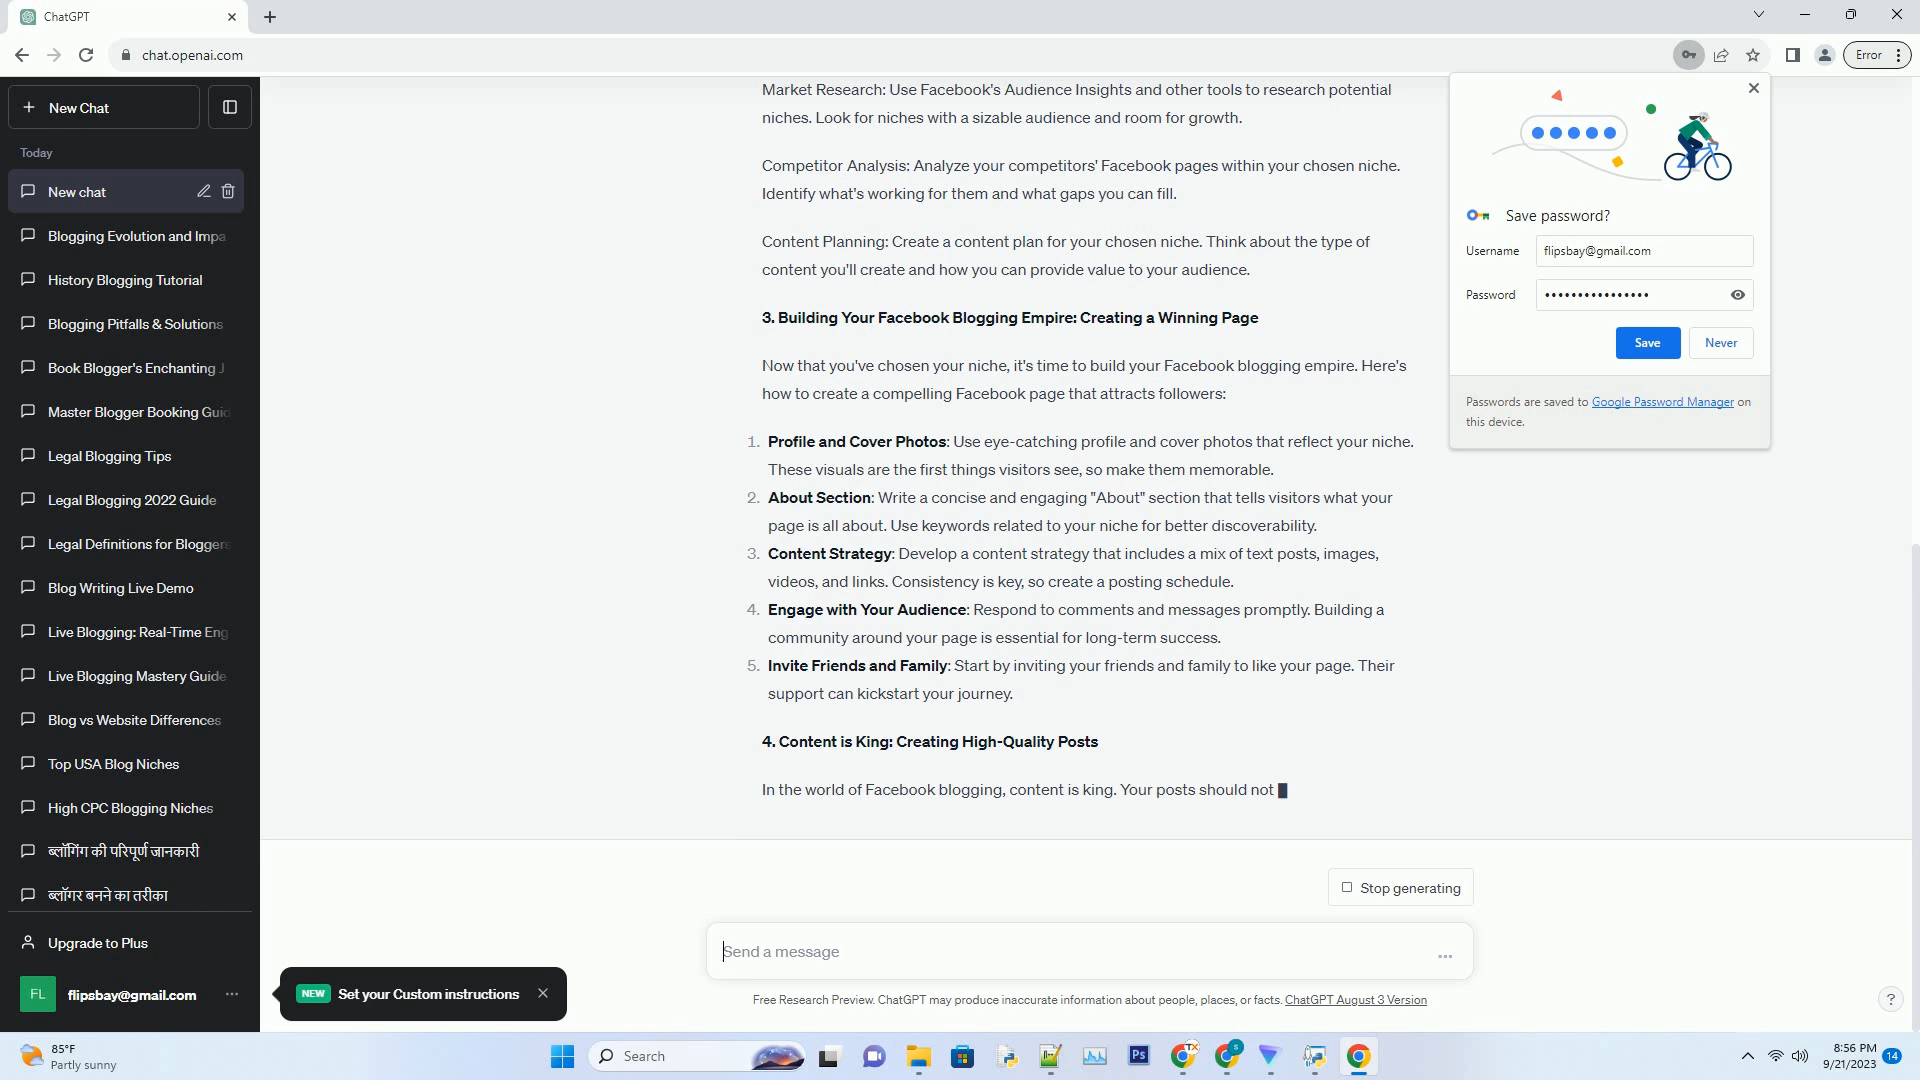 ChatGPT
chat.openai.com
Error
New Chat
Today
New chat
Blogging Evolution and Impa
History Blogging Tutorial
Blogging Pitfalls & Solutions
Book Blogger's Enchanting J
Master Blogger Booking Guid
Legal Blogging Tips
Legal Blogging 2022 Guide
Legal Definitions for Bloggers
Blog Writing Live Demo
Live Blogging: Real-Time Eng
Live Blogging Mastery Guide
Blog vs Website Differences
Top USA Blog Niches
High CPC Blogging Niches
ब्लॉगिंग की परिपूर्ण जानकारी
ब्लॉगर बनने का तरीका
Upgrade to Plus
FL flipsbay@gmail.com
NEW Set your Custom instructions
Market Research: Use Facebook's Audience Insights and other tools to research potential
niches. Look for niches with a sizable audience and room for growth.
Competitor Analysis: Analyze your competitors' Facebook pages within your chosen niche.
Identify what's working for them and what gaps you can fill.
Content Planning: Create a content plan for your chosen niche. Think about the type of
content you'll create and how you can provide value to your audience.
3. Building Your Facebook Blogging Empire: Creating a Winning Page
Now that you've chosen your niche, it's time to build your Facebook blogging empire. Here's
how to create a compelling Facebook page that attracts followers:
1. Profile and Cover Photos: Use eye-catching profile and cover photos that reflect your niche.
These visuals are the first things visitors see, so make them memorable.
2. About Section: Write a concise and engaging "About" section that tells visitors what your
page is all about. Use keywords related to your niche for better discoverability.
3. Content Strategy: Develop a content strategy that includes a mix of text posts, images,
videos, and links. Consistency is key, so create a posting schedule.
4. Engage with Your Audience: Respond to comments and messages promptly. Building a
community around your page is essential for long-term success.
5. Invite Friends and Family: Start by inviting your friends and family to like your page. Their
support can kickstart your journey.
4. Content is King: Creating High-Quality Posts
In the world of Facebook blogging, content is king. Your posts should not
Stop generating
Send a message
Free Research Preview. ChatGPT may produce inaccurate information about people, places, or facts. ChatGPT August 3 Version
?
Save password?
Username flipsbay@gmail.com
Password ••••••••••••••••
Save Never
Passwords are saved to Google Password Manager on
this device.
85°F
Partly sunny
Search
Ps
TX
S
8:56 PM
9/21/2023
14